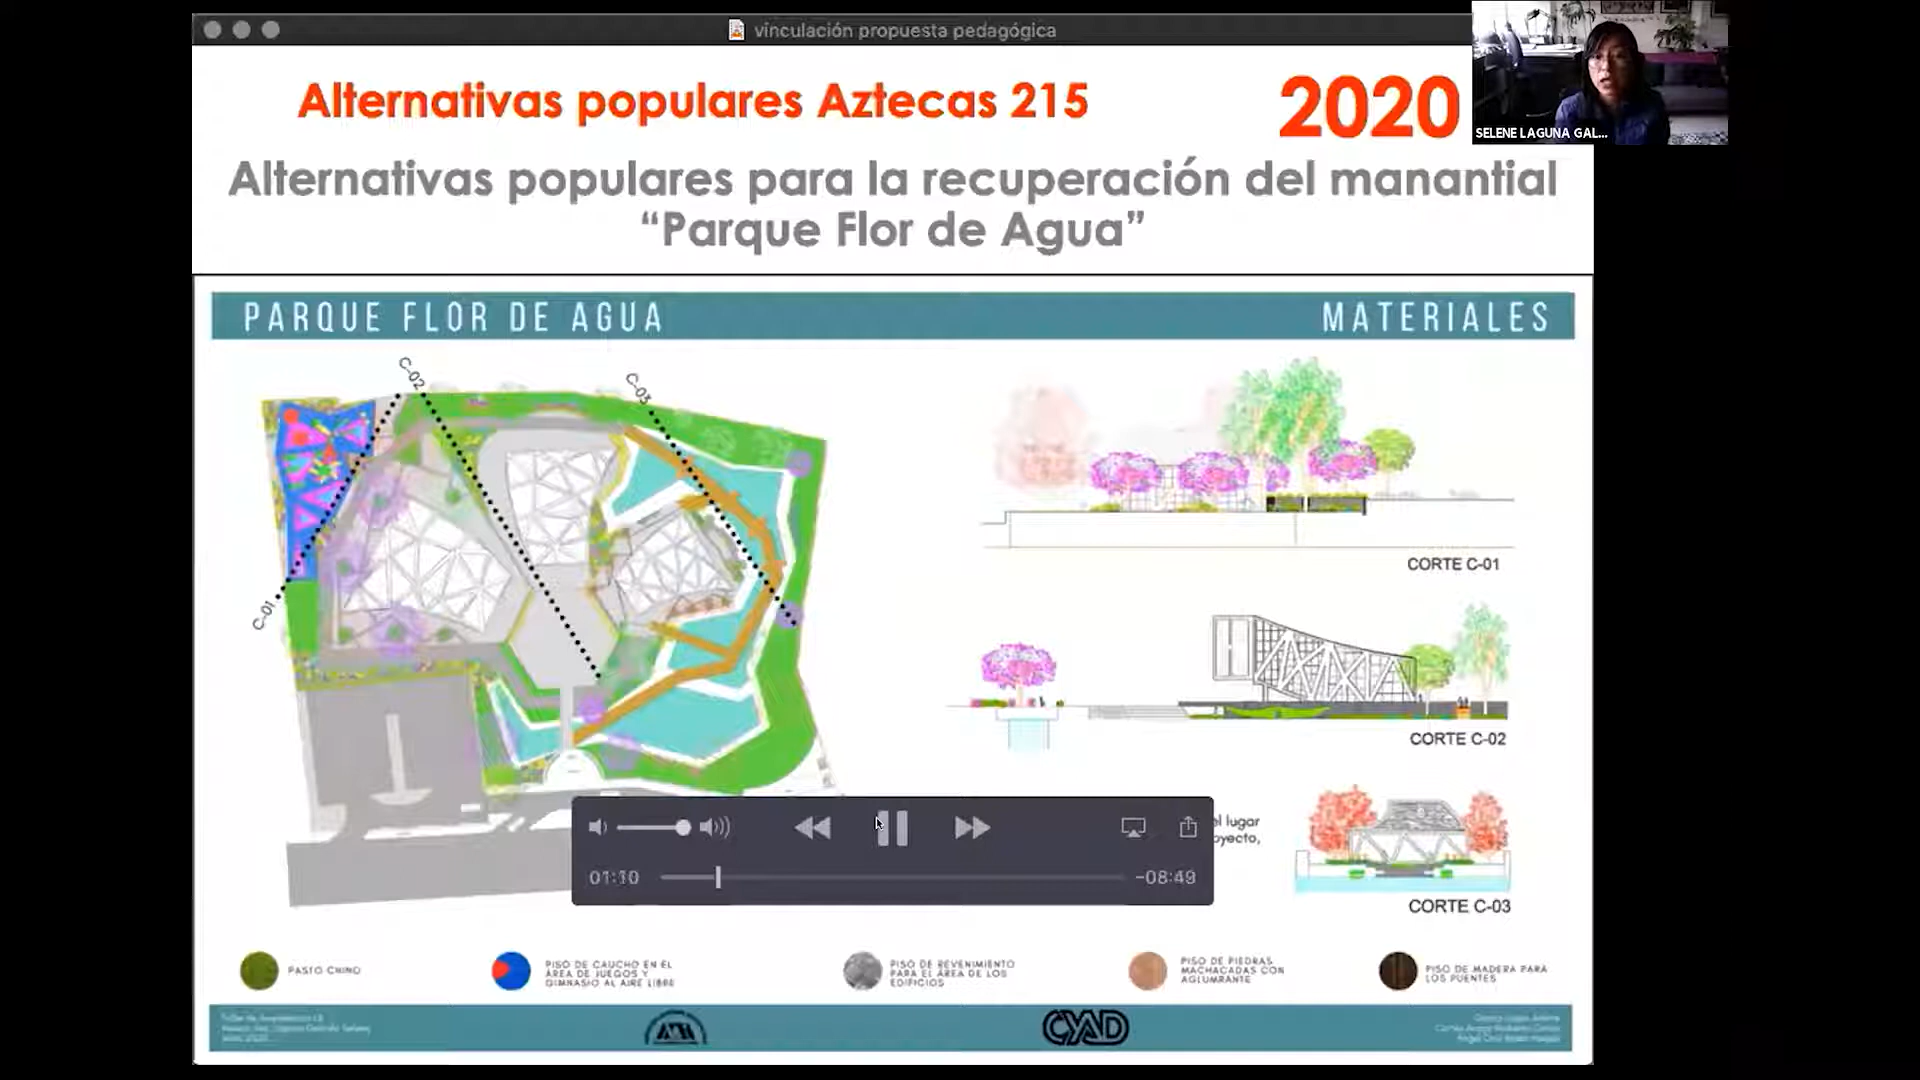 vinculación propuesta pedagógica
SELENE LAGUNA GAL...
Alternativas populares Aztecas 215
2020
Alternativas populares para la recuperación del manantial
“Parque Flor de Agua”
PARQUE FLOR DE AGUA
MATERIALES
C-01
C-02
C-03
CORTE C-01
CORTE C-02
el lugar
oyecto,
CORTE C-03
01:10
-08:49
PASTO CHINO
PISO DE CAUCHO EN EL
ÁREA DE JUEGOS Y
GIMNASIO AL AIRE LIBRE
PISO DE REVENIMIENTO
PARA EL ÁREA DE LOS
EDIFICIOS
PISO DE PIEDRAS
MACHACADAS CON
AGLUMRANTE
PISO DE MADERA PARA
LOS PUENTES
CYAD